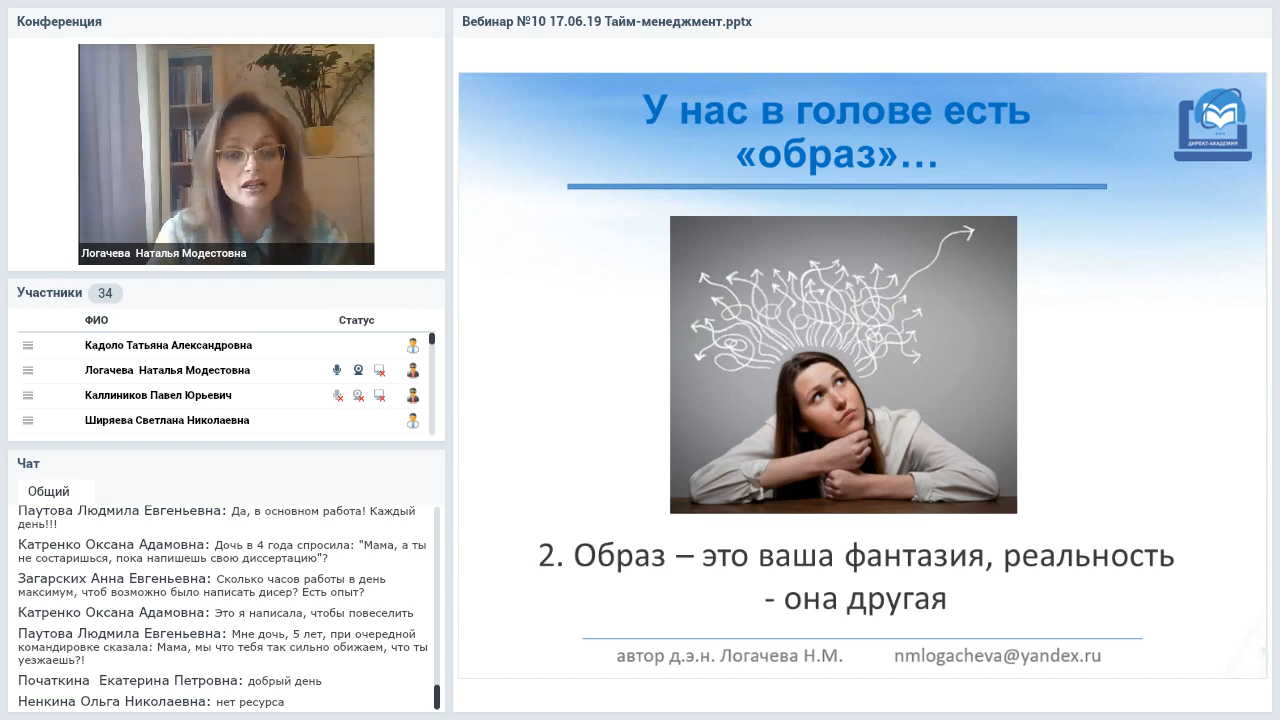 Конференция
Логачева  Наталья Модестовна
Участники 34
ФИО Статус
Кадоло Татьяна Александровна
Логачева  Наталья Модестовна
Каллиников Павел Юрьевич
Ширяева Светлана Николаевна
Чат
Общий
Паутова Людмила Евгеньевна: Да, в основном работа! Каждый
день!!!
Катренко Оксана Адамовна: Дочь в 4 года спросила: "Мама, а ты
не состаришься, пока напишешь свою диссертацию"?
Загарских Анна Евгеньевна: Сколько часов работы в день
максимум, чтоб возможно было написать дисер? Есть опыт?
Катренко Оксана Адамовна: Это я написала, чтобы повеселить
Паутова Людмила Евгеньевна: Мне дочь, 5 лет, при очередной
командировке сказала: Мама, мы что тебя так сильно обижаем, что ты
уезжаешь?!
Початкина  Екатерина Петровна: добрый день
Ненкина Ольга Николаевна: нет ресурса
Вебинар №10 17.06.19 Тайм-менеджмент.pptx
У нас в голове есть
«образ»…
ДИРЕКТ-АКАДЕМИЯ
2. Образ – это ваша фантазия, реальность
- она другая
автор д.э.н. Логачева Н.М. nmlogacheva@yandex.ru